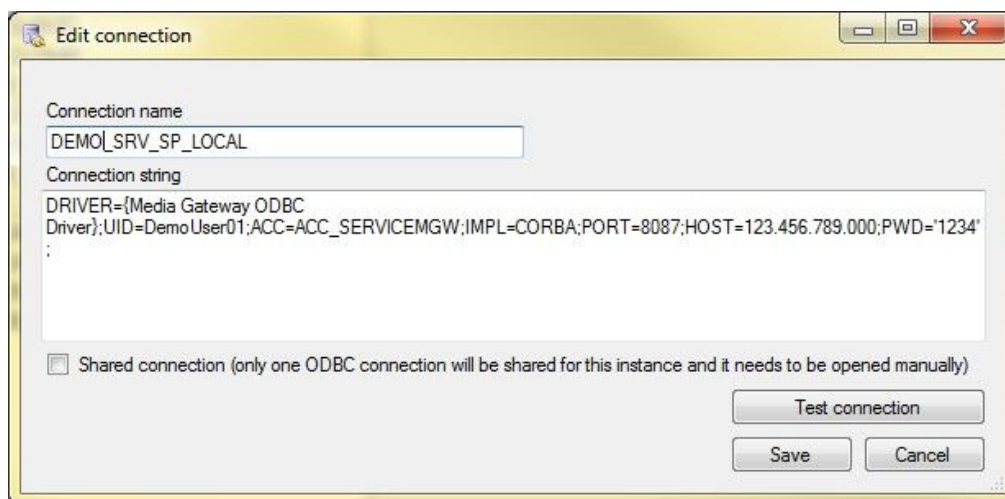 Edit connection
Connection name
DEMO_SRV_SP_LOCAL
Connection string
DRIVER={Media Gateway ODBC
Driver};UID=DemoUser01;ACC=ACC_SERVICEMGW;IMPL=CORBA;PORT=8087;HOST=123.456.789.000;PWD='1234'
;
Shared connection (only one ODBC connection will be shared for this instance and it needs to be opened manually)
Test connection
Save Cancel